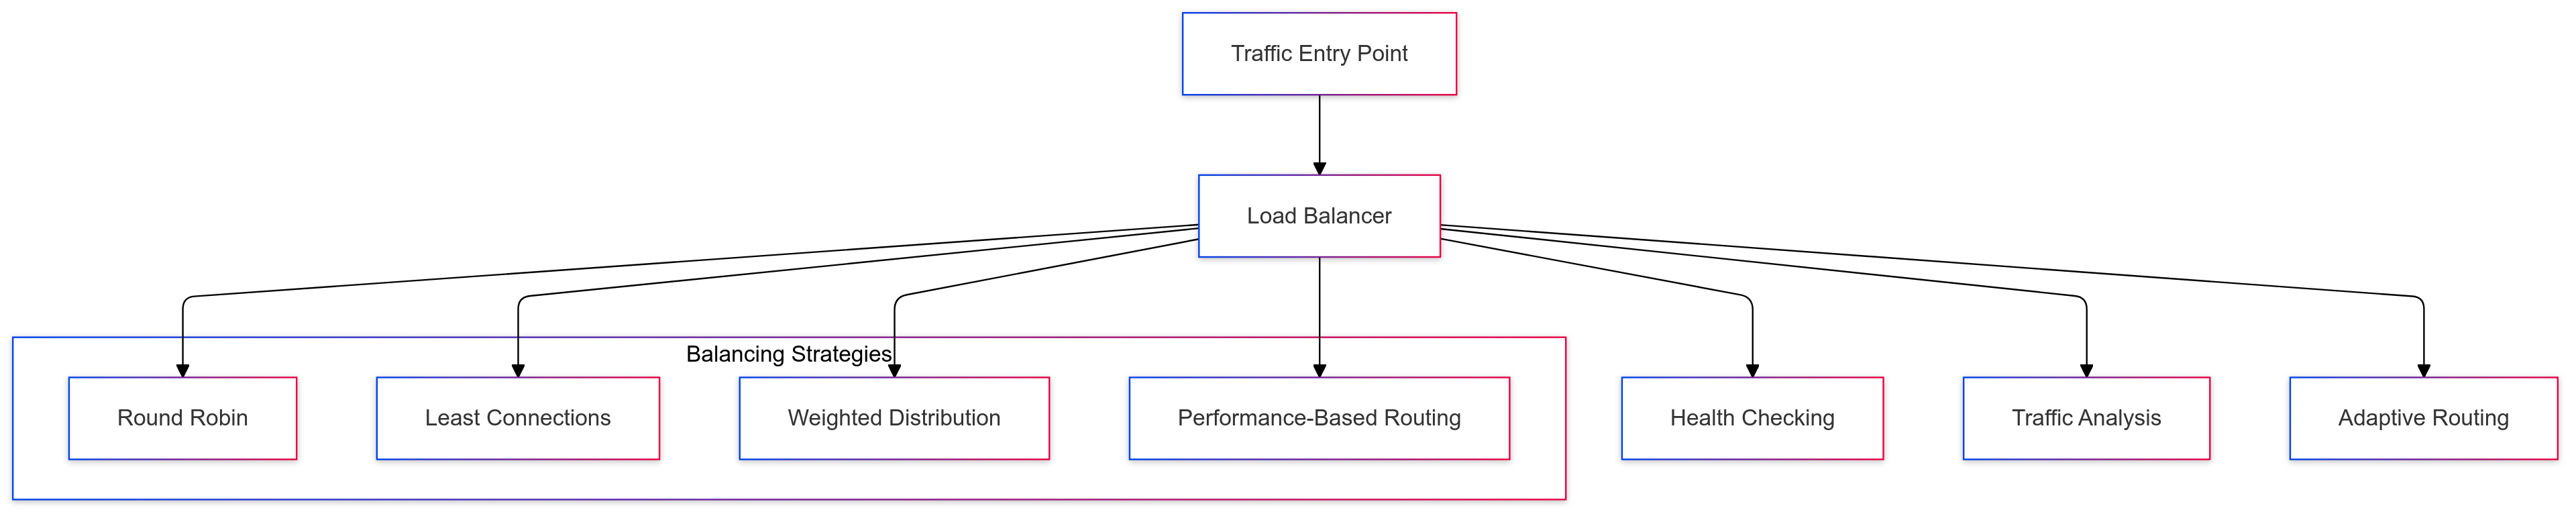 Traffic Entry Point
Load Balancer
Balancing Strategies
Round Robin
Least Connections
Weighted Distribution
Performance-Based Routing
Health Checking
Traffic Analysis
Adaptive Routing